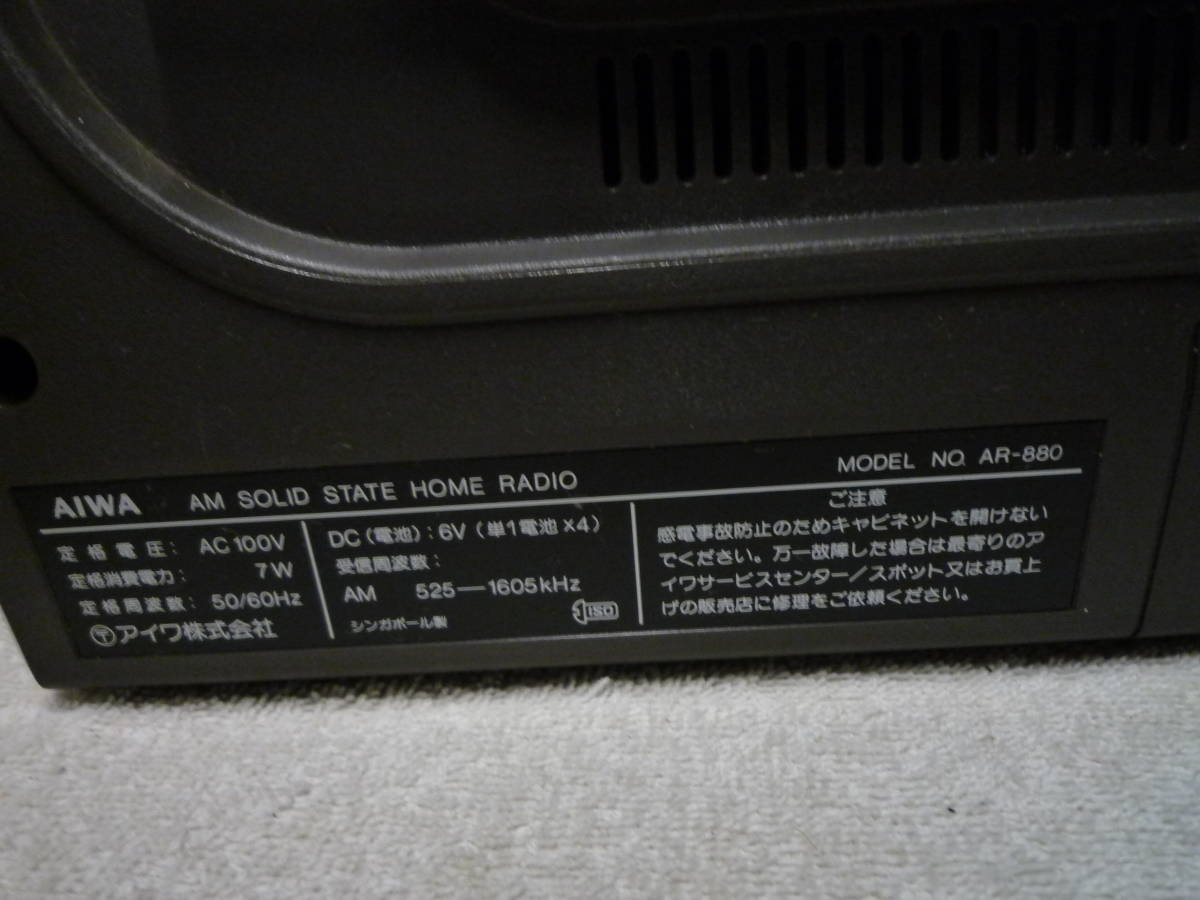 AIWA AM SOLID STATE HOME RADIO MODEL NO. AR-880
定格電圧: AC100V
定格消費電力: 7W
定格周波数: 50/60Hz
〒アイワ株式会社
DC(電池):6V(単1電池×4)
受信周波数:
AM 525—1605kHz
シンガポール製
ISO
ご注意
感電事故防止のためキャビネットを開けない
でください。万一故障した場合は最寄りのア
イワサービスセンター/スポット又はお買上
げの販売店に修理をご依頼ください。